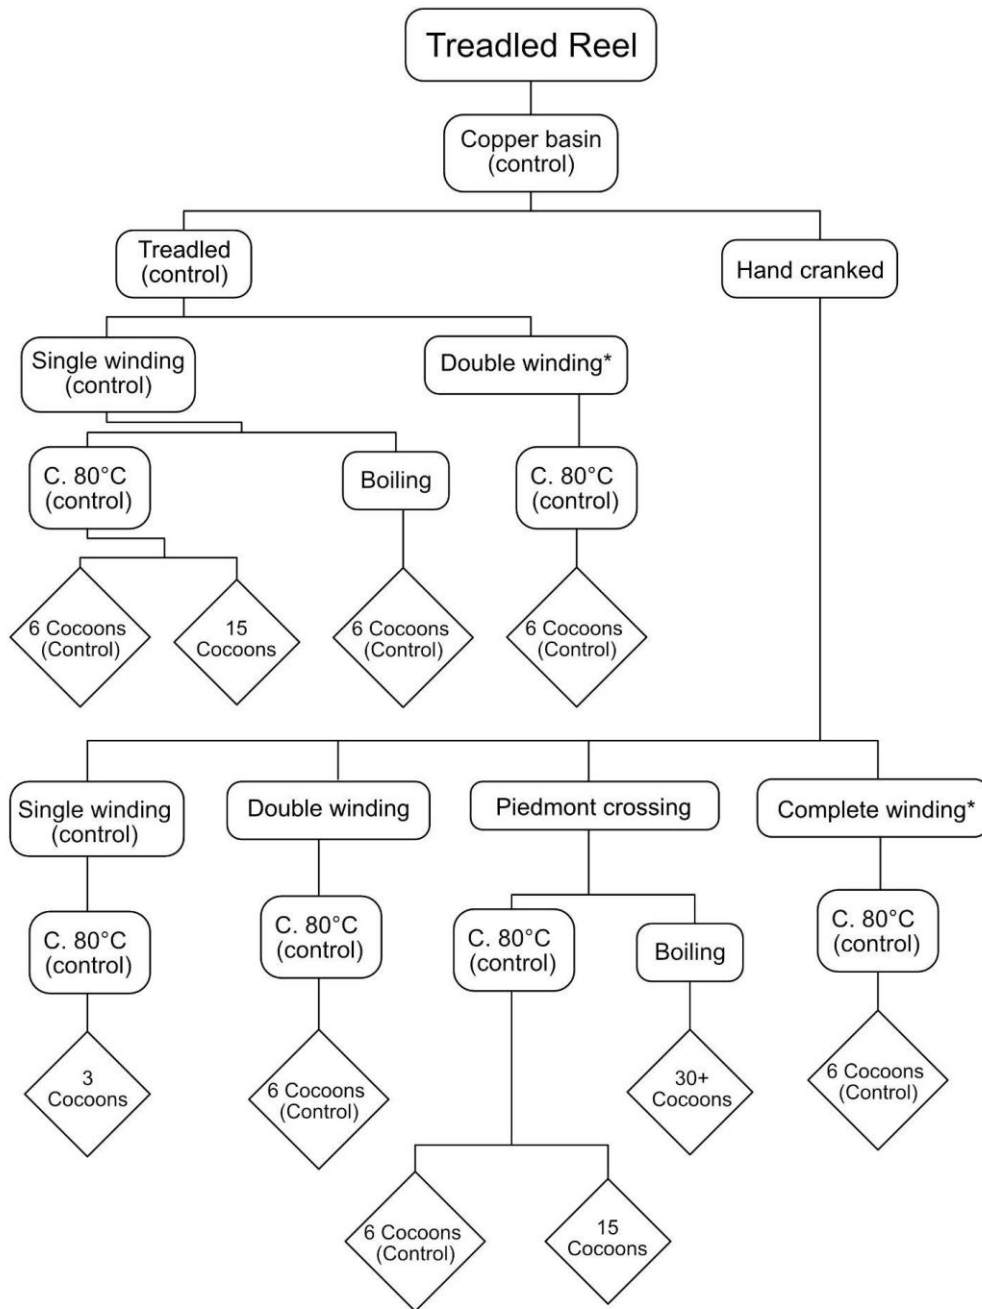 Treadled Reel
Copper basin
(control)
Treadled
(control)
Hand cranked
Single winding
(control)
Double winding*
C. 80°C
(control)
Boiling
C. 80°C
(control)
6 Cocoons
(Control)
15
Cocoons
6 Cocoons
(Control)
6 Cocoons
(Control)
Single winding
(control)
Double winding
Piedmont crossing
Complete winding*
C. 80°C
(control)
C. 80°C
(control)
C. 80°C
(control)
Boiling
C. 80°C
(control)
3
Cocoons
6 Cocoons
(Control)
30+
Cocoons
6 Cocoons
(Control)
6 Cocoons
(Control)
15
Cocoons